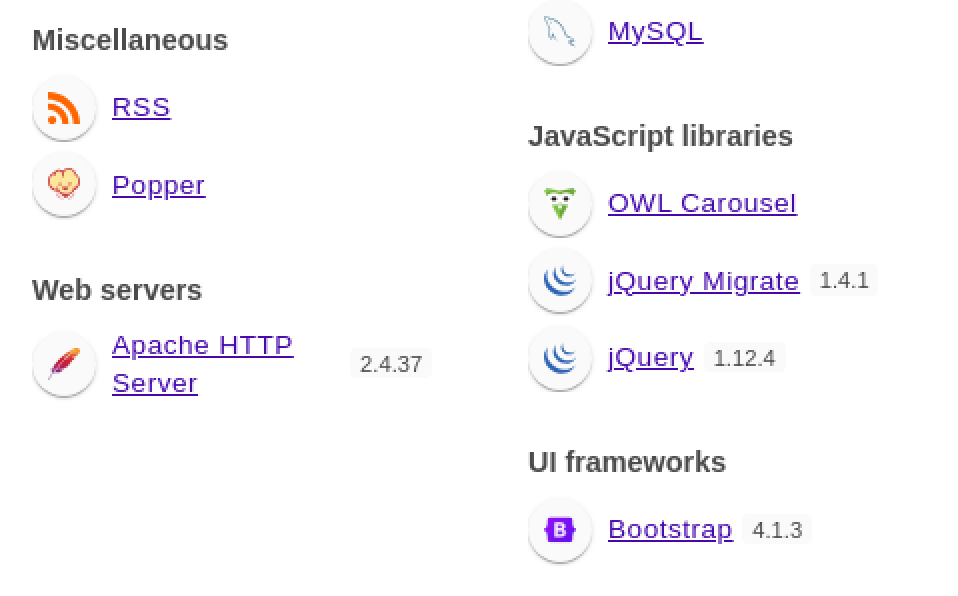 Miscellaneous
RSS
Popper
Web servers
Apache HTTP
Server
2.4.37
MySQL
JavaScript libraries
OWL Carousel
jQuery Migrate 1.4.1
jQuery 1.12.4
UI frameworks
B
Bootstrap 4.1.3